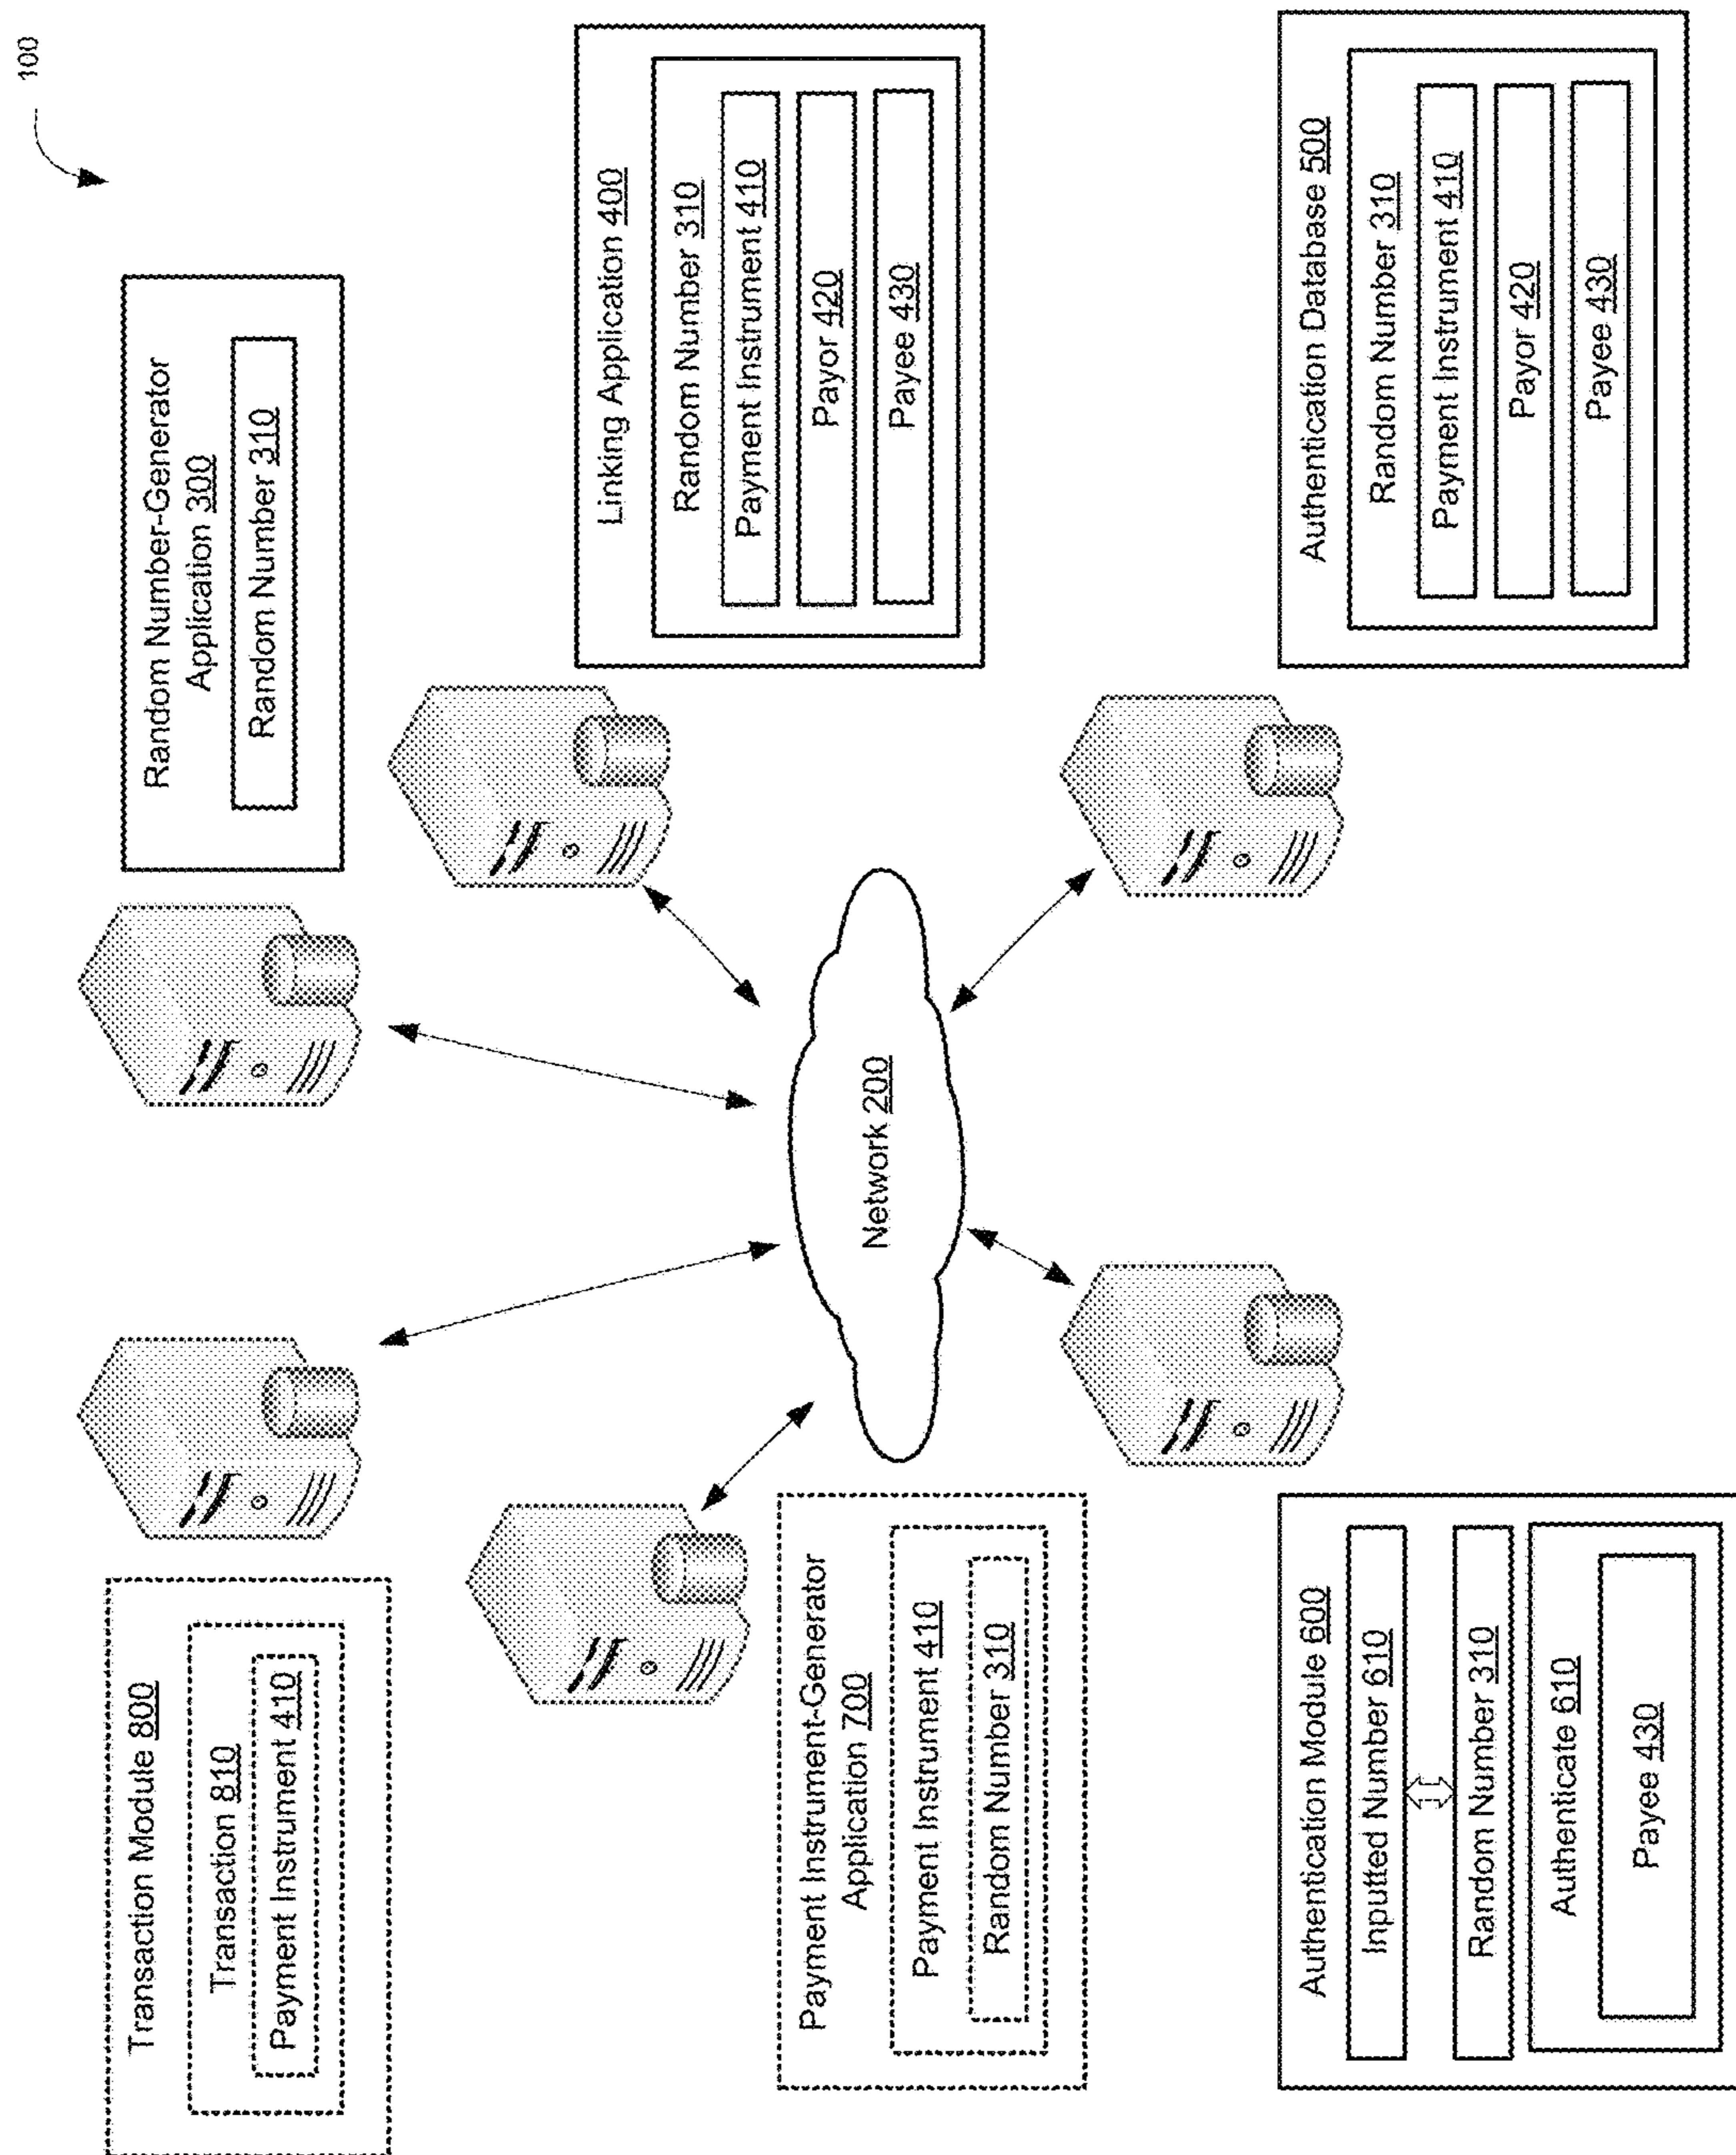 100
Transaction Module 800
Transaction 810
Payment Instrument 410
Random Number-Generator
Application 300
Random Number 310
Payment Instrument-Generator
Application 700
Payment Instrument 410
Random Number 310
Network 200
Linking Application 400
Random Number 310
Payment Instrument 410
Payor 420
Payee 430
Authentication Module 600
Inputted Number 610
Random Number 310
Authenticate 610
Payee 430
Authentication Database 500
Random Number 310
Payment Instrument 410
Payor 420
Payee 430